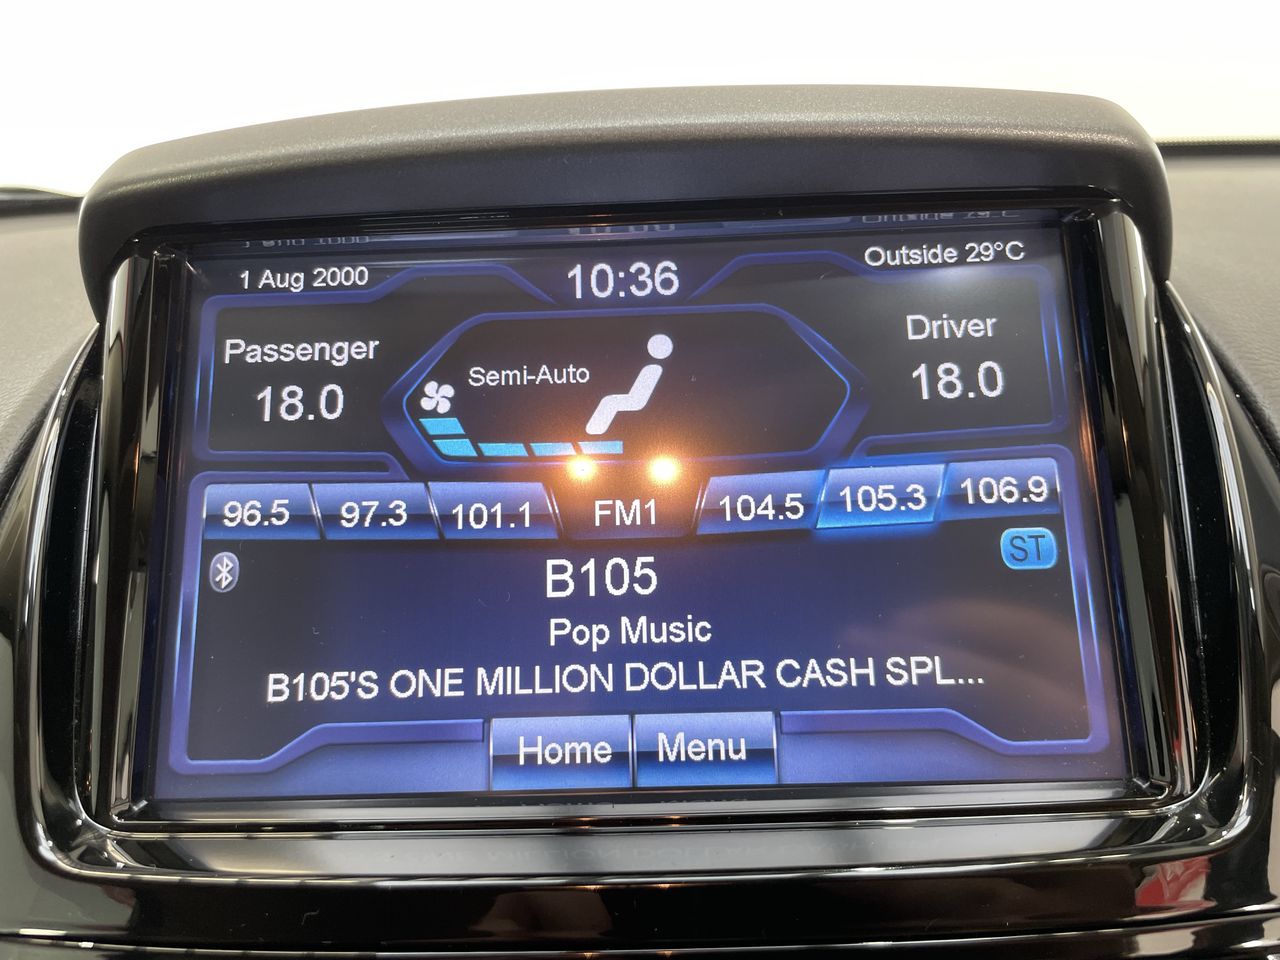 1 Aug 2000
10:36
Outside 29°C
Passenger
18.0
Semi-Auto
Driver
18.0
96.5 97.3 101.1 FM1 104.5 105.3 106.9
ST
B105
Pop Music
B105'S ONE MILLION DOLLAR CASH SPL...
Home Menu